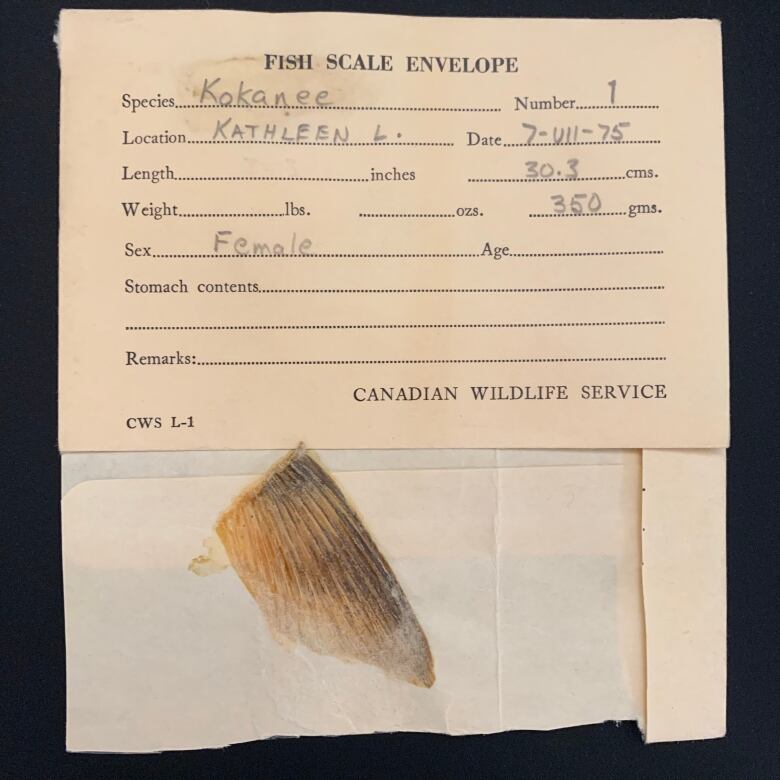 FISH SCALE ENVELOPE
Species Kokanee Number 1
Location KATHLEEN L. Date 7-VII-75
Length inches 30.3 cms.
Weight lbs. ozs. 350 gms.
Sex Female Age
Stomach contents
Remarks:
CANADIAN WILDLIFE SERVICE
CWS L-1